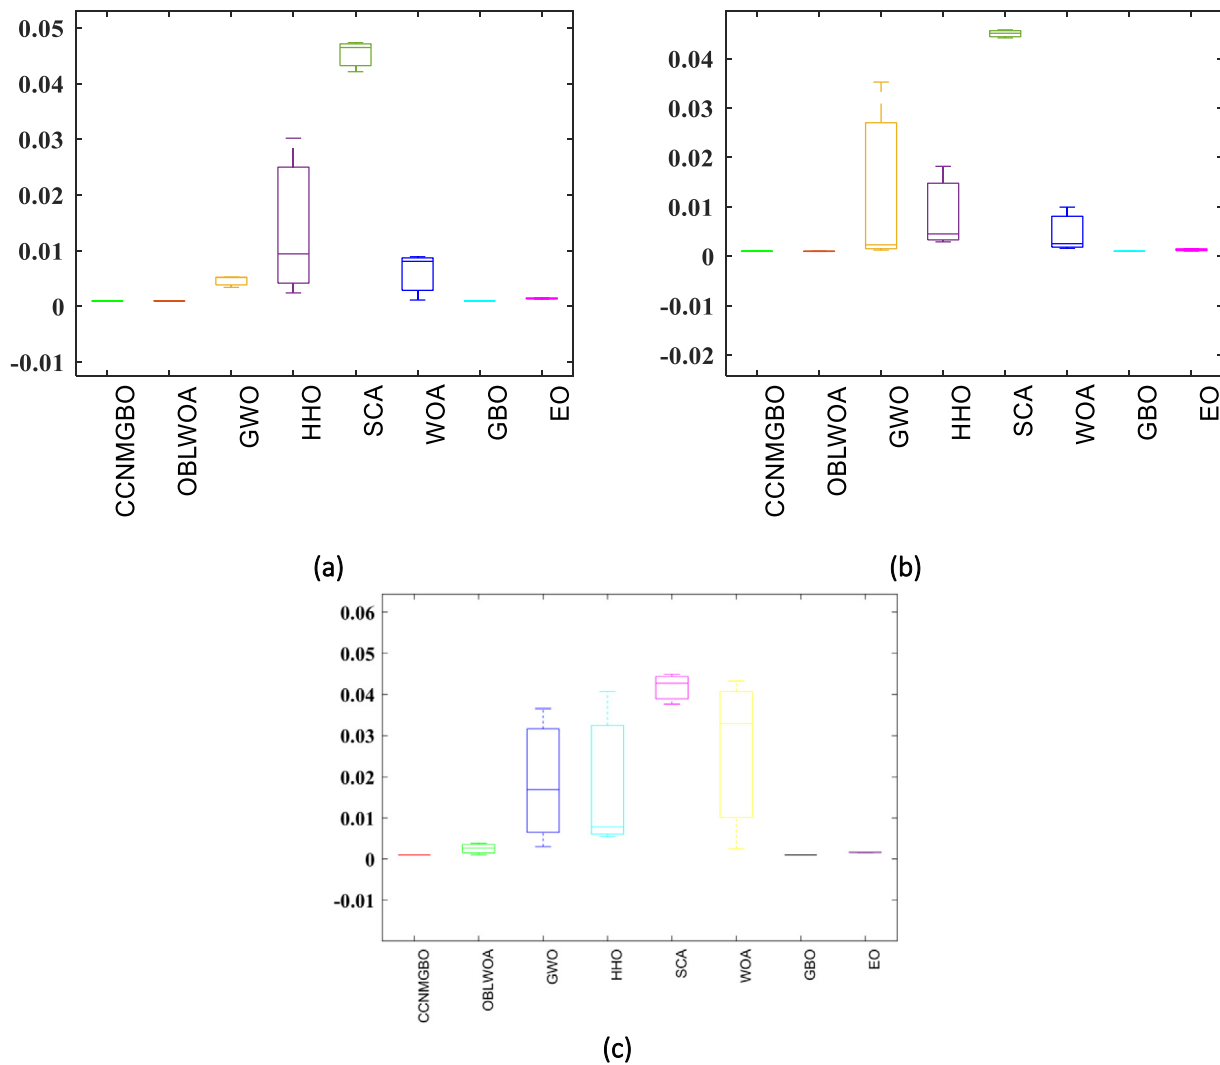 0.05
0.04
0.03
0.02
0.01
0
-0.01
CCNMGBO
OBLWOA
GWO
HHO
SCA
WOA
GBO
EO
(a)
0.04
0.03
0.02
0.01
0
-0.01
-0.02
CCNMGBO
OBLWOA
GWO
HHO
SCA
WOA
GBO
EO
(b)
0.06
0.05
0.04
0.03
0.02
0.01
0
-0.01
CCNMGBO
OBLWOA
GWO
HHO
SCA
WOA
GBO
EO
(c)